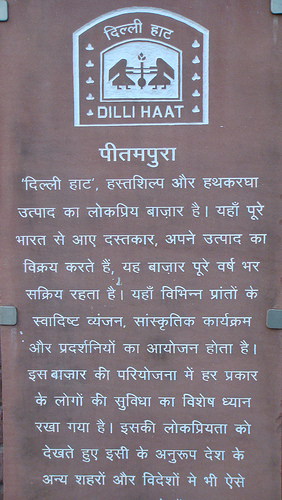 दिल्ली हाट
DILLI HAAT
पीतमपुरा
'दिल्ली हाट', हस्तशिल्प और हथकरघा
उत्पाद का लोकप्रिय बाज़ार है। यहाँ पूरे
भारत से आए दस्तकार, अपने उत्पाद का
विक्रय करते हैं, यह बाज़ार पूरे वर्ष भर
सक्रिय रहता है। यहाँ विभिन्न प्रांतों के
स्वादिष्ट व्यंजन, सांस्कृतिक कार्यक्रम
और प्रदर्शनियों का आयोजन होता है।
इस बाज़ार की परियोजना में हर प्रकार
के लोगों की सुविधा का विशेष ध्यान
रखा गया है। इसकी लोकप्रियता को
देखते हुए इसी के अनुरूप देश के
अन्य शहरों और विदेशों मे भी ऐसे